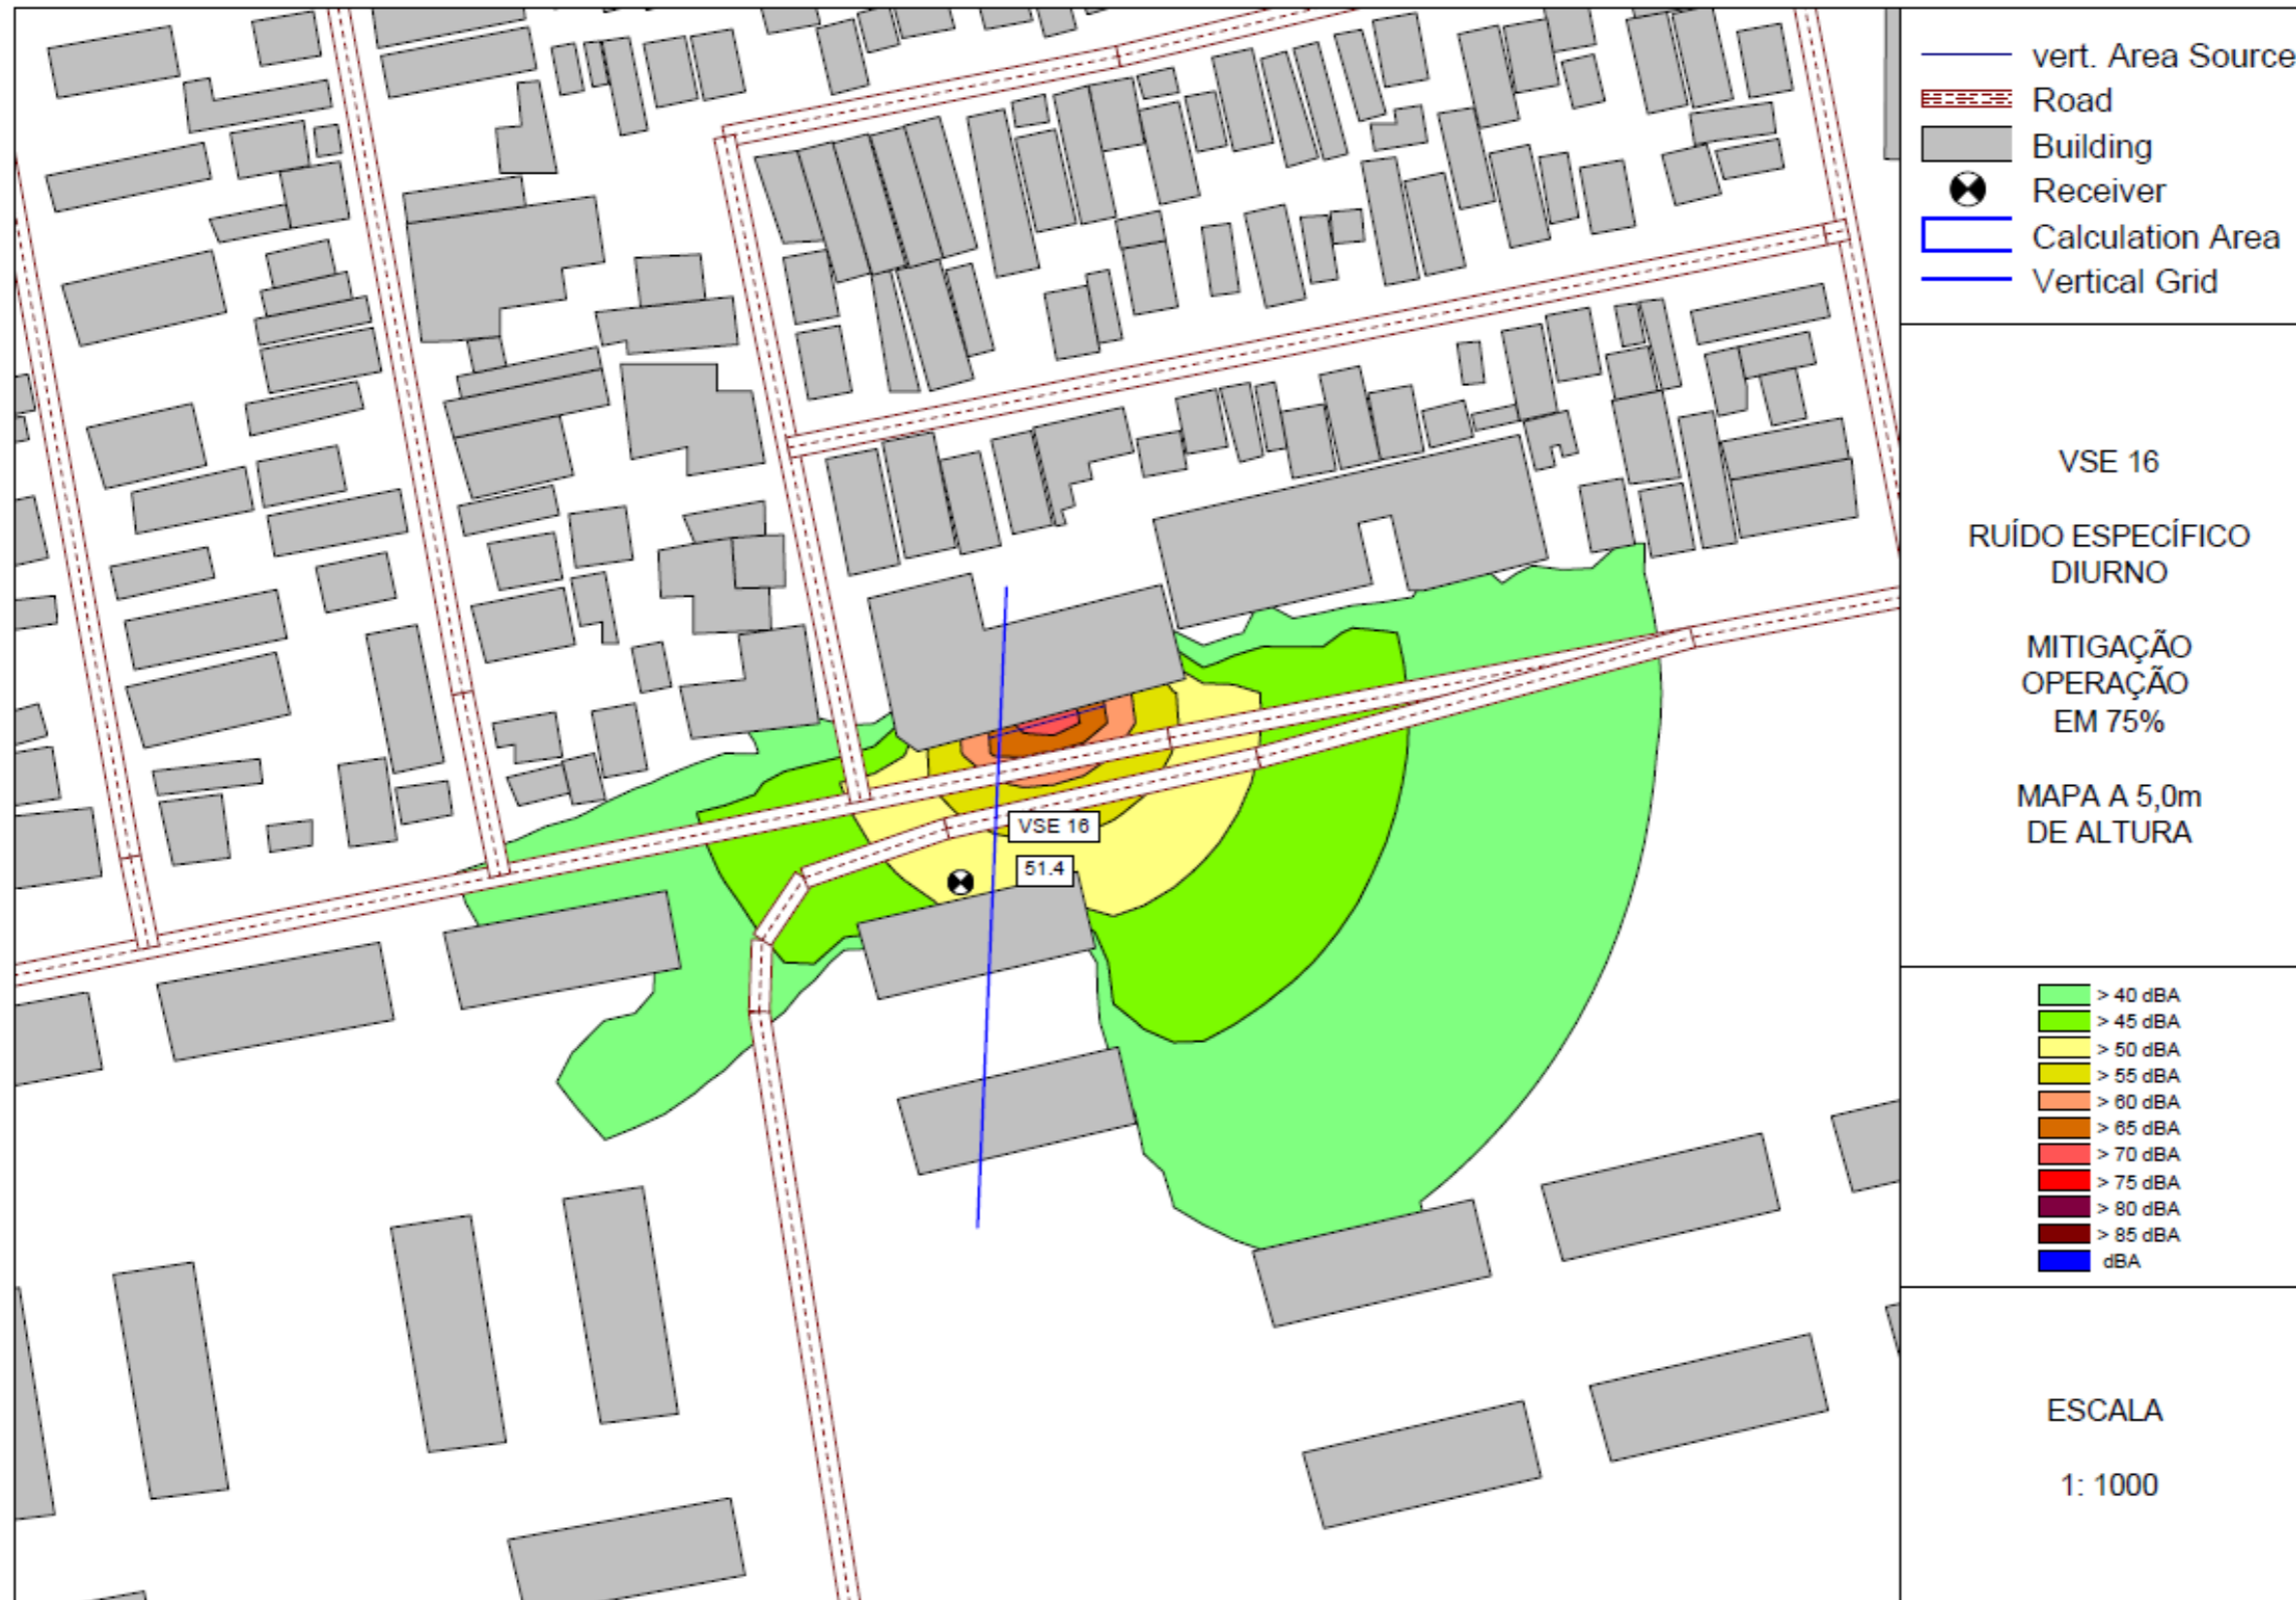 vert. Area Source
Road
Building
Receiver
Calculation Area
Vertical Grid
VSE 16
RUÍDO ESPECÍFICO
DIURNO
MITIGAÇÃO
OPERAÇÃO
EM 75%
MAPA A 5,0m
DE ALTURA
VSE 16
51.4
> 40 dBA
> 45 dBA
> 50 dBA
> 55 dBA
> 60 dBA
> 65 dBA
> 70 dBA
> 75 dBA
> 80 dBA
> 85 dBA
dBA
ESCALA
1: 1000